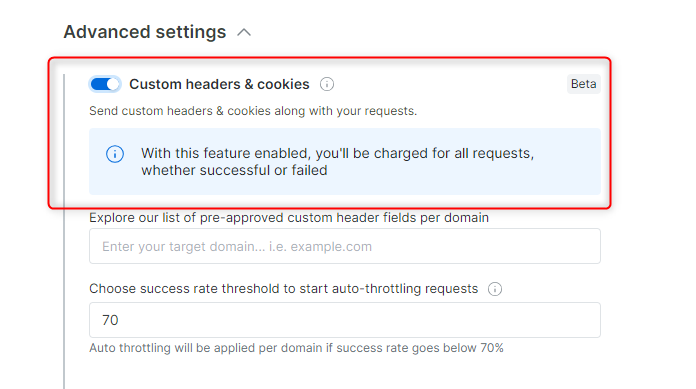 Advanced settings
Custom headers & cookies
Beta
Send custom headers & cookies along with your requests.
With this feature enabled, you'll be charged for all requests,
whether successful or failed
Explore our list of pre-approved custom header fields per domain
Enter your target domain... i.e. example.com
Choose success rate threshold to start auto-throttling requests
70
Auto throttling will be applied per domain if success rate goes below 70%